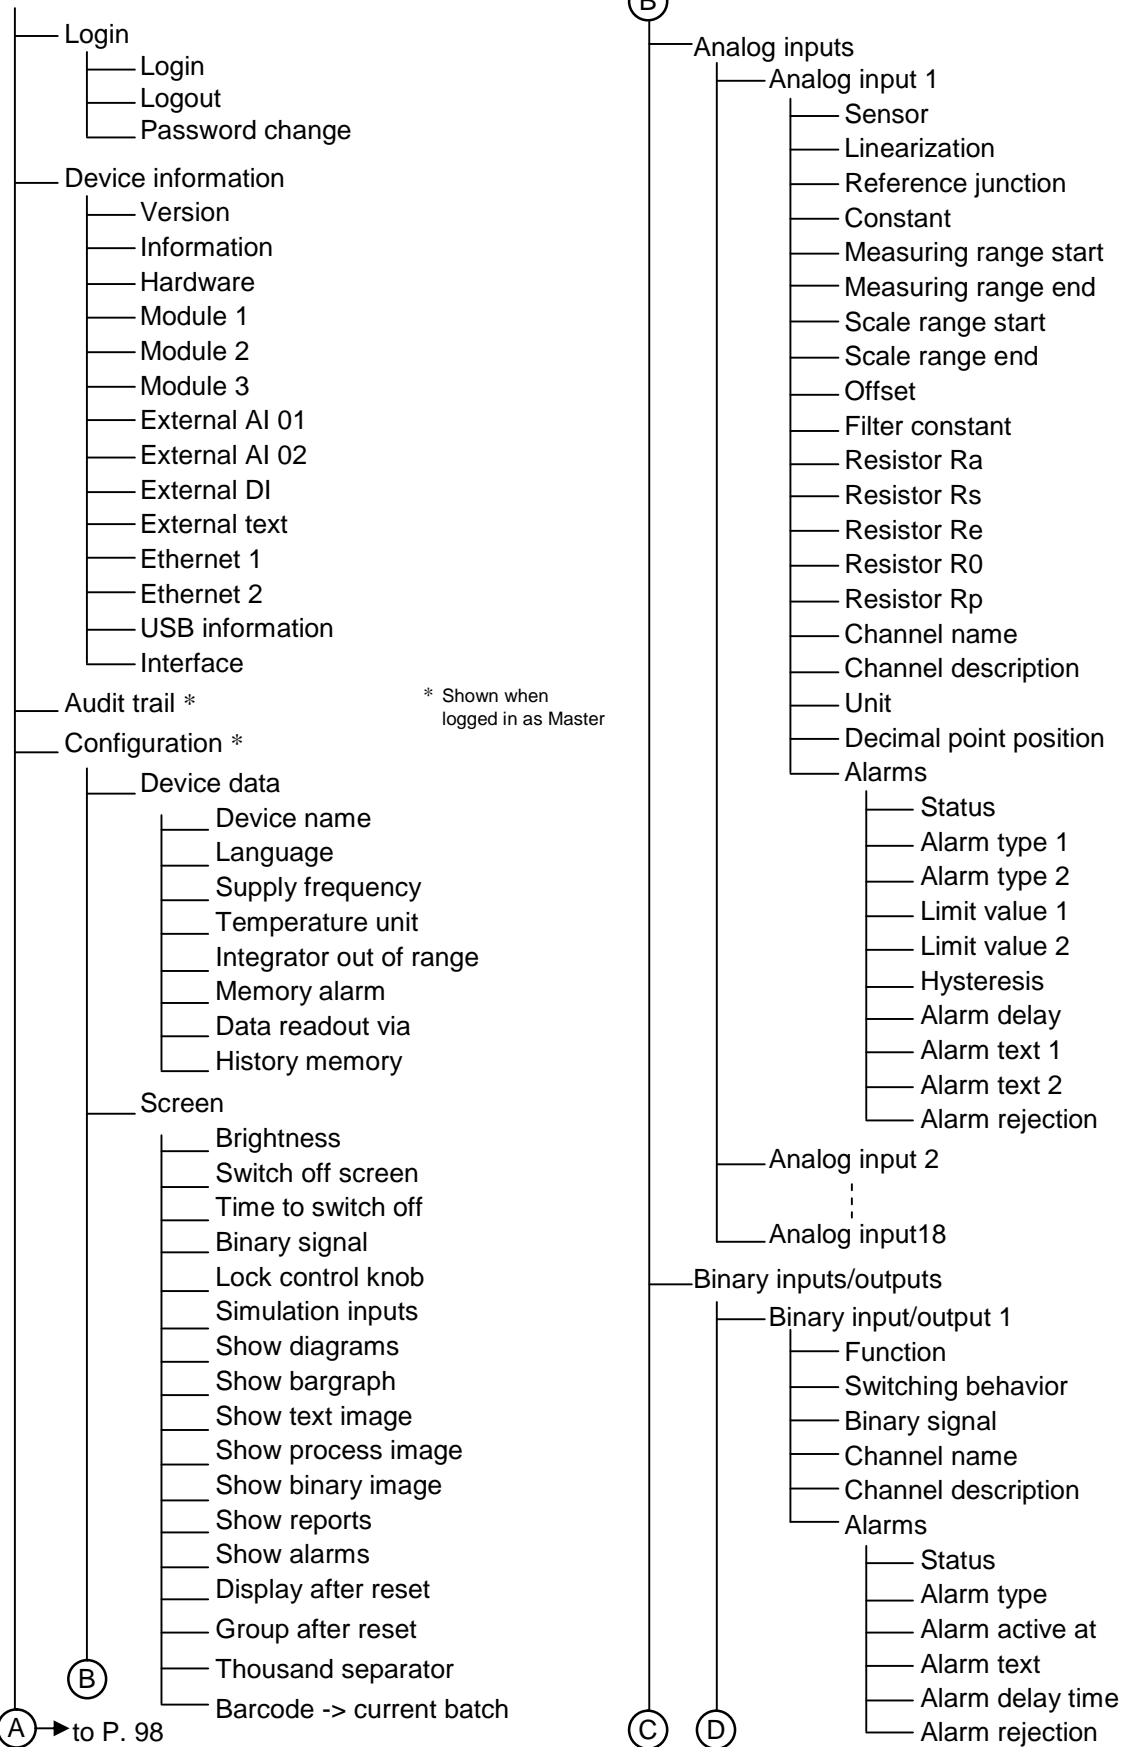 Login
Login
Logout
Password change
Device information
Version
Information
Hardware
Module 1
Module 2
Module 3
External AI 01
External AI 02
External DI
External text
Ethernet 1
Ethernet 2
USB information
Interface
Audit trail *
* Shown when
logged in as Master
Configuration *
Device data
Device name
Language
Supply frequency
Temperature unit
Integrator out of range
Memory alarm
Data readout via
History memory
Screen
Brightness
Switch off screen
Time to switch off
Binary signal
Lock control knob
Simulation inputs
Show diagrams
Show bargraph
Show text image
Show process image
Show binary image
Show reports
Show alarms
Display after reset
Group after reset
Thousand separator
Barcode -> current batch
B
A
to P. 98
B
Analog inputs
Analog input 1
Sensor
Linearization
Reference junction
Constant
Measuring range start
Measuring range end
Scale range start
Scale range end
Offset
Filter constant
Resistor Ra
Resistor Rs
Resistor Re
Resistor R0
Resistor Rp
Channel name
Channel description
Unit
Decimal point position
Alarms
Status
Alarm type 1
Alarm type 2
Limit value 1
Limit value 2
Hysteresis
Alarm delay
Alarm text 1
Alarm text 2
Alarm rejection
Analog input 2
Analog input18
Binary inputs/outputs
Binary input/output 1
Function
Switching behavior
Binary signal
Channel name
Channel description
Alarms
Status
Alarm type
Alarm active at
Alarm text
Alarm delay time
Alarm rejection
C
D